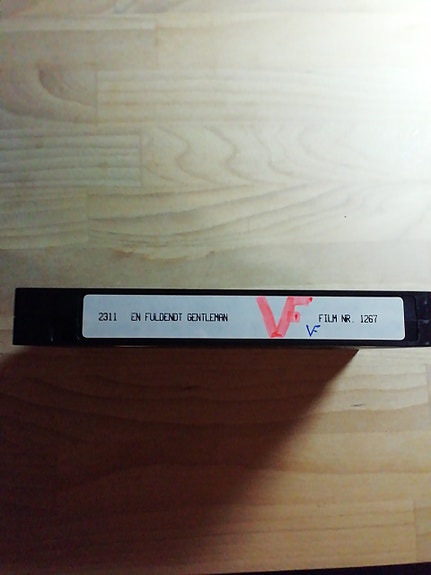 2311 EN FULDENDT GENTLEMAN VF FILM NR. 1267
VF